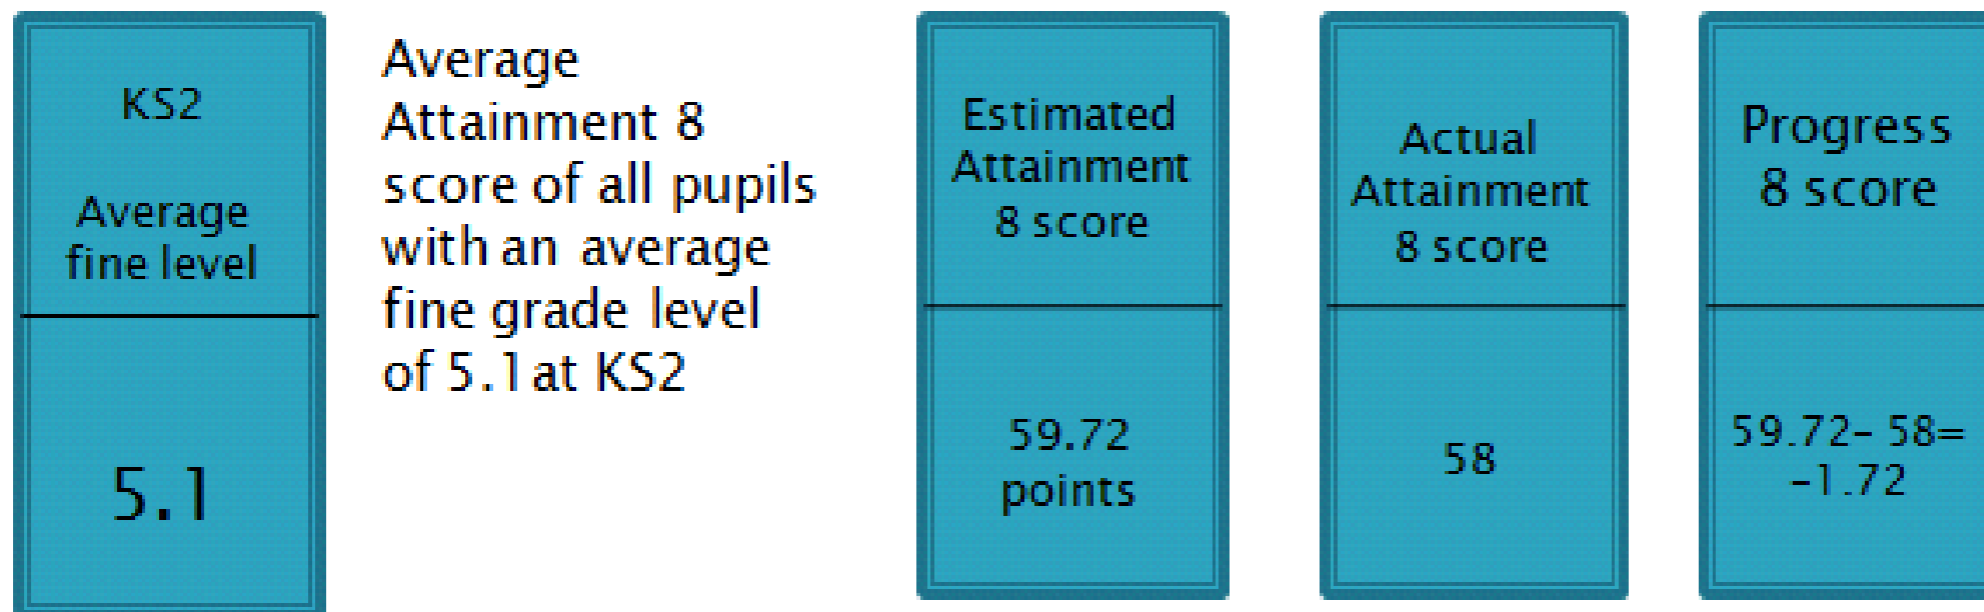 KS2
Average
fine level
5.1
Average
Attainment 8
score of all pupils
with an average
fine grade level
of 5.1at KS2
Estimated
Attainment
8 score
59.72
points
Actual
Attainment
8 score
58
Progress
8 score
59.72- 58=
-1.72